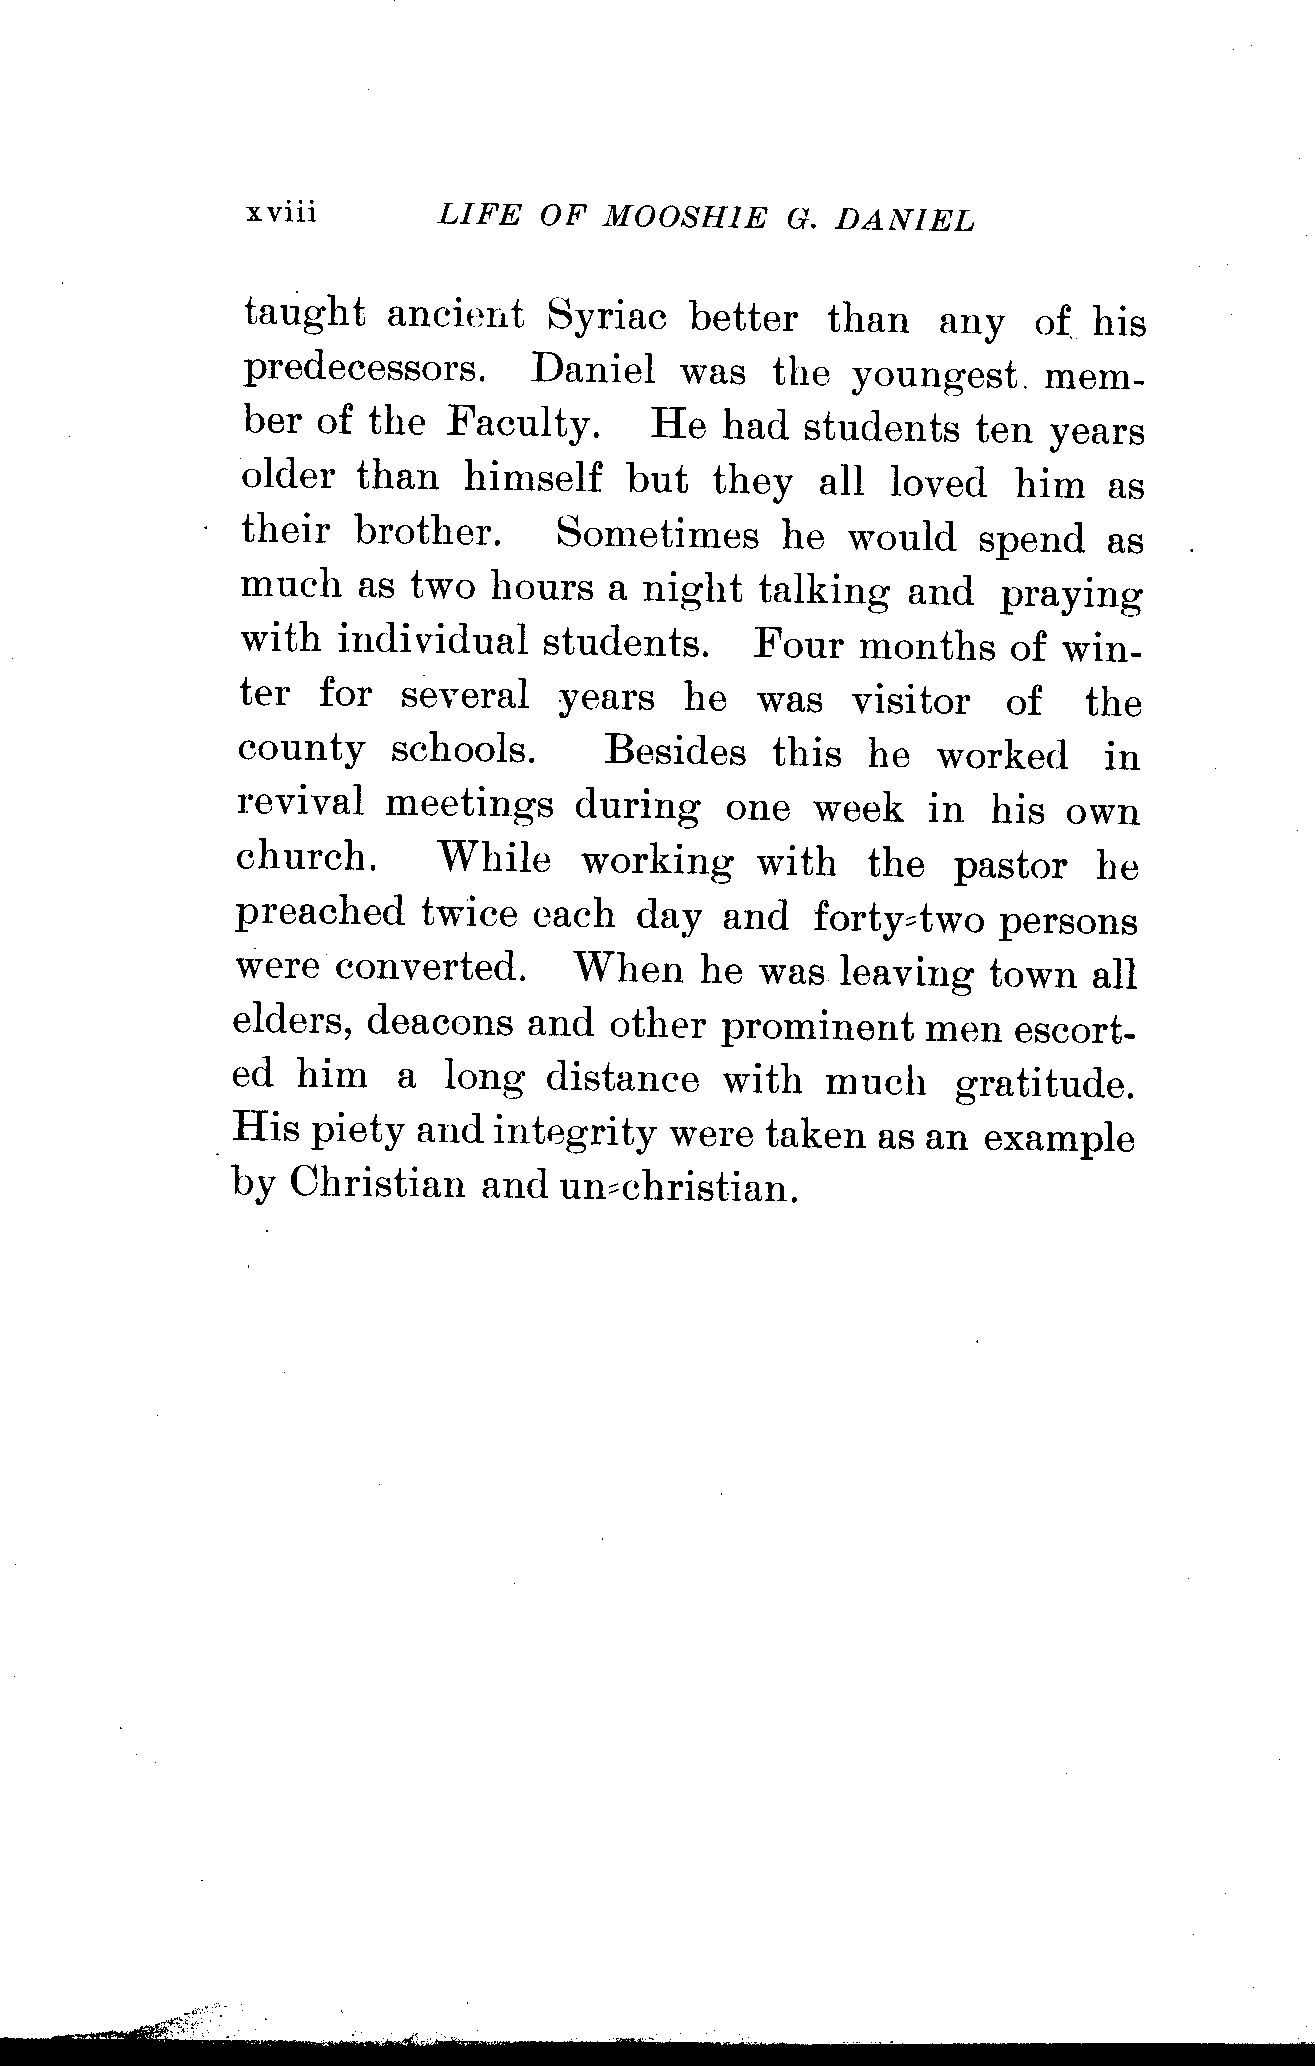 xviii LIFE OF MOOSHIE G. DANIEL
taught ancient Syriac better than any of his
predecessors. Daniel was the youngest mem-
ber of the Faculty. He had students ten years
older than himself but they all loved him as
their brother. Sometimes he would spend as
much as two hours a night talking and praying
with individual students. Four months of win-
ter for several years he was visitor of the
county schools. Besides this he worked in
revival meetings during one week in his own
church. While working with the pastor he
preached twice each day and forty-two persons
were converted. When he was leaving town all
elders, deacons and other prominent men escort-
ed him a long distance with much gratitude.
His piety and integrity were taken as an example
by Christian and un-christian.